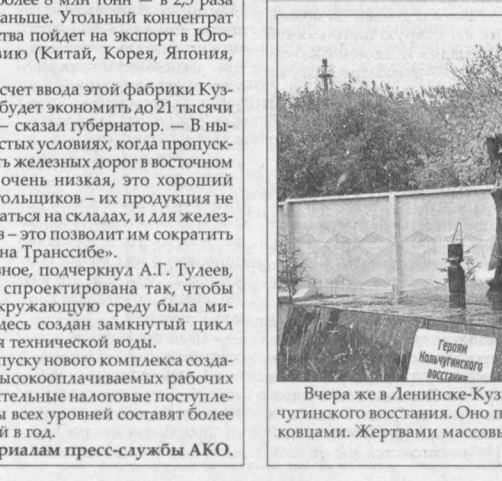 более 8 млн тонн — в 2,5 раза
аньше. Угольный концентрат
ства пойдет на экспорт в Юго-
зию (Китай, Корея, Япония,
счет ввода этой фабрики Куз-
будет экономить до 21 тысячи
— сказал губернатор. — В ны-
стых условиях, когда пропуск-
ть железных дорог в восточном
очень низкая, это хороший
гольщиков – их продукция не
аться на складах, и для желез-
в – это позволит им сократить
на Транссибе».
вное, подчеркнул А.Г. Тулеев,
спроектирована так, чтобы
кружающую среду была ми-
десь создан замкнутый цикл
я технической воды.
пуску нового комплекса созда-
ысокооплачиваемых рабочих
ительные налоговые поступле-
ы всех уровней составят более
й в год.
риалам пресс-службы АКО.
Героям
Кольчугинского
восстания
Вчера же в Ленинске-Куз
чугинского восстания. Оно п
ковцами. Жертвами массовы